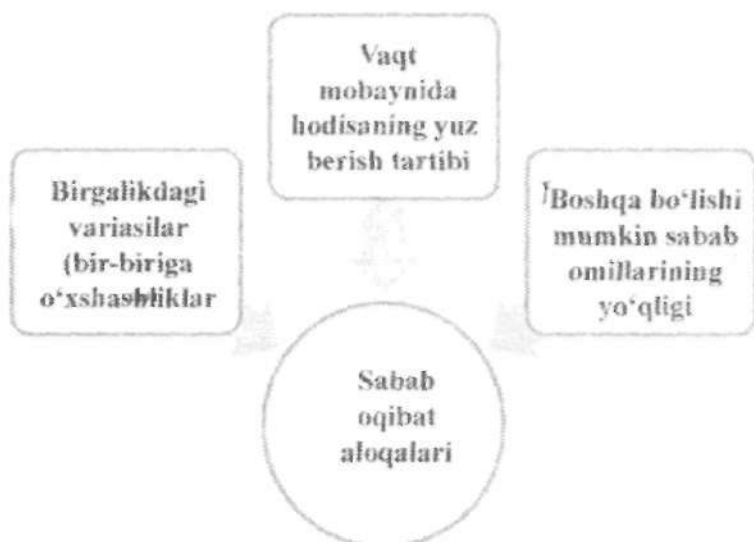 Vaqt
mobaynida
hodisaning yuz
berish tartibi
Birgalikdagi
variasilar
(bir-biriga
o‘xshashliklar
Boshqa bo‘lishi
mumkin sabab
omillarining
yo‘qligi
Sabab
oqibat
aloqalari